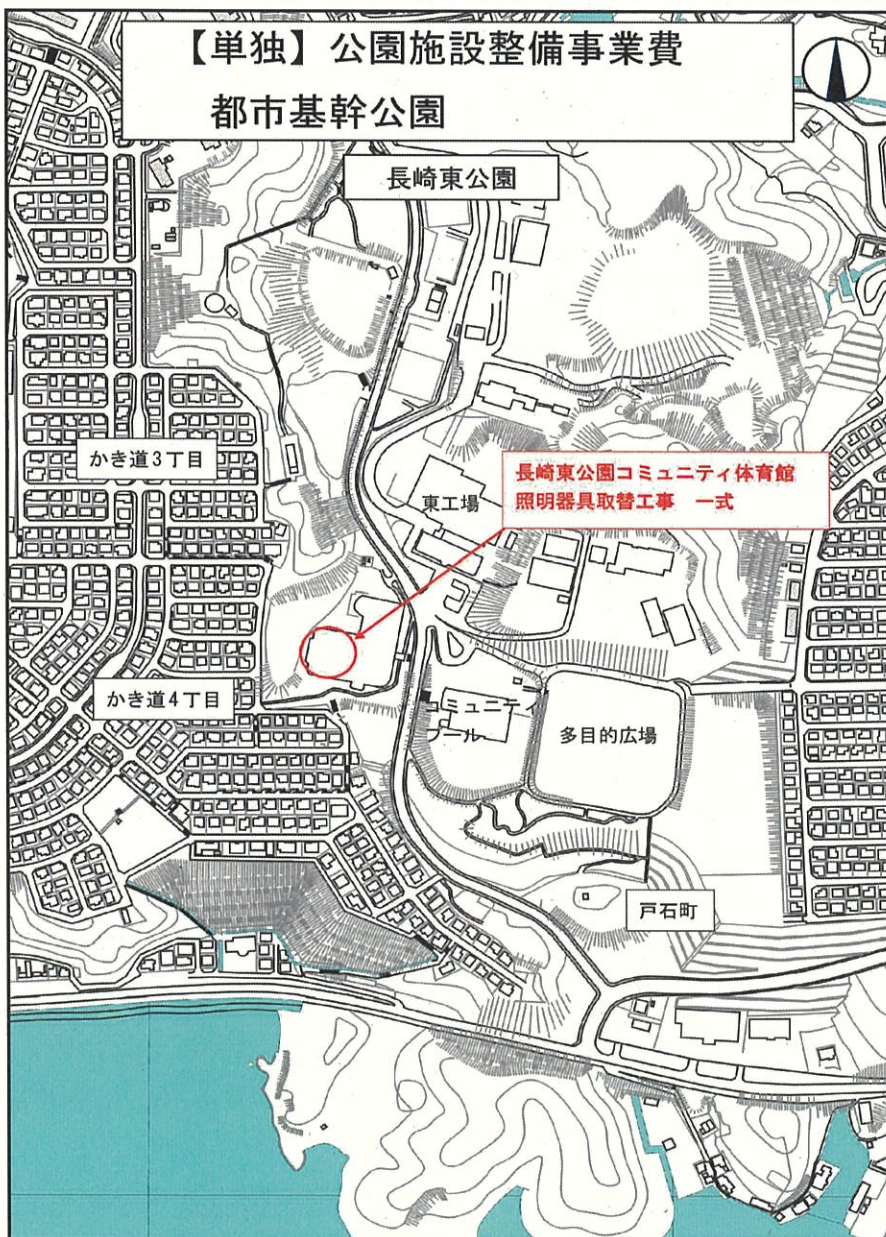 【単独】公園施設整備事業費
都市基幹公園
長崎東公園
かき道3丁目
東工場
長崎東公園コミュニティ体育館
照明器具取替工事　一式
かき道4丁目
コミュニティ
プール
多目的広場
戸石町